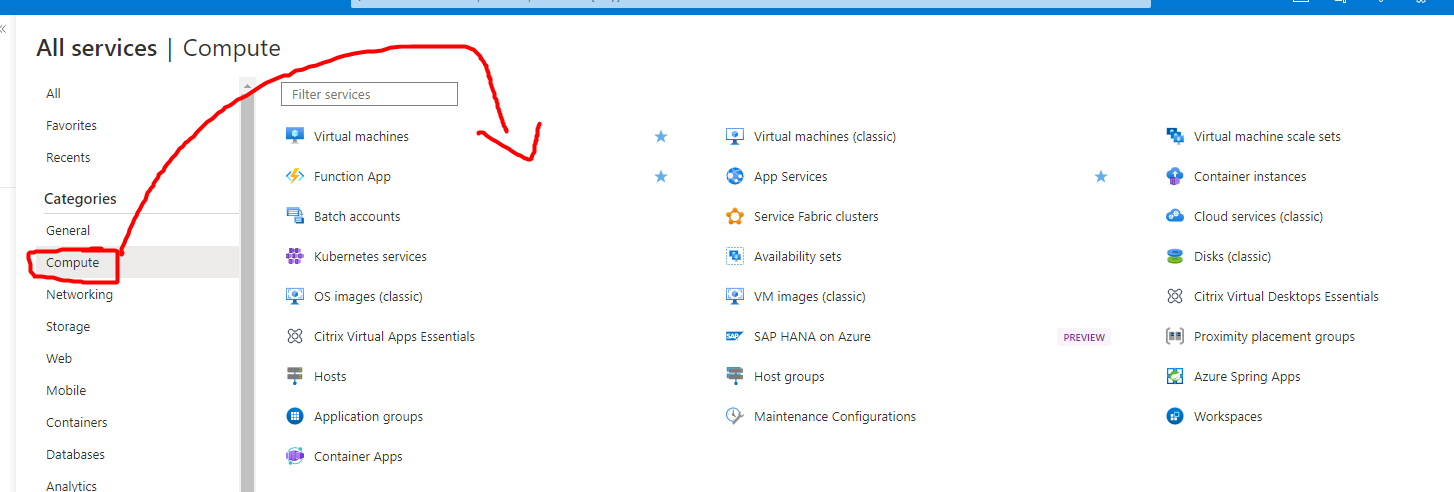 All services | Compute
All
Favorites
Recents
Categories
General
Compute
Networking
Storage
Web
Mobile
Containers
Databases
Analytics
Filter services
Virtual machines
Virtual machines (classic)
Virtual machine scale sets
Function App
App Services
Container instances
Batch accounts
Service Fabric clusters
Cloud services (classic)
Kubernetes services
Availability sets
Disks (classic)
OS images (classic)
VM images (classic)
Citrix Virtual Desktops Essentials
Citrix Virtual Apps Essentials
SAP SAP HANA on Azure PREVIEW
Proximity placement groups
Hosts
Host groups
Azure Spring Apps
Application groups
Maintenance Configurations
Workspaces
Container Apps